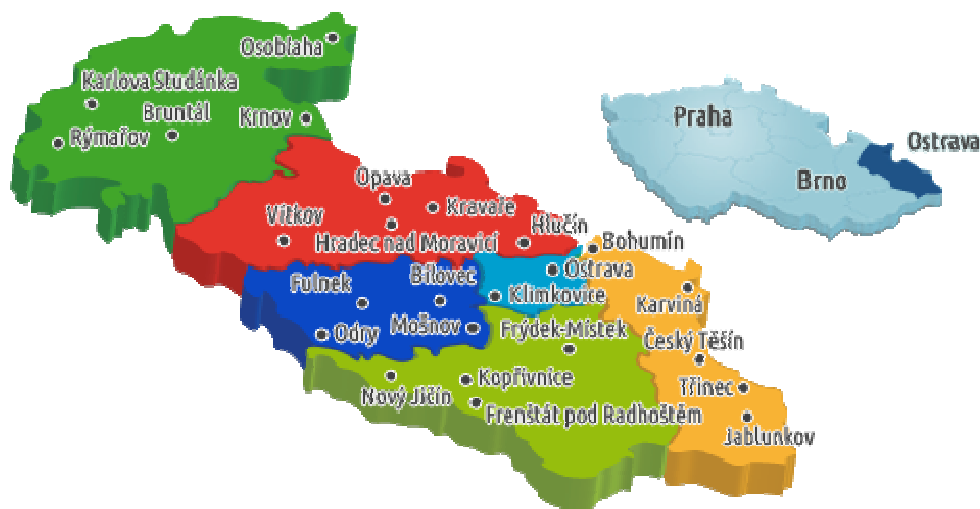 Osoblaha
Karlova Studánka
Bruntál
Krnov
Rýmařov
Praha
Ostrava
Brno
Opava
Kravaře
Vítkov
Hradec nad Moravicí
Hlučín
Bohumín
Ostrava
Bílovec
Fulnek
Klimkovice
Karviná
Odry
Mošnov
Frýdek-Místek
Český Těšín
Nový Jičín
Kopřivnice
Třinec
Frenštát pod Radhoštěm
Jablunkov